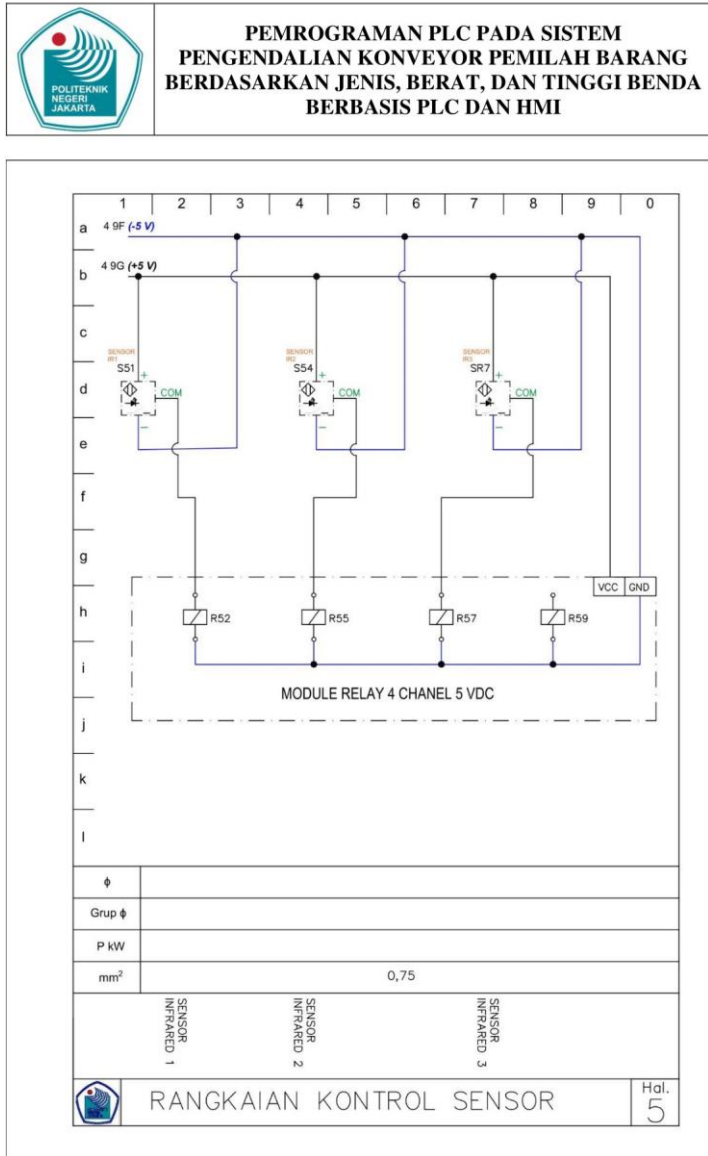 POLITEKNIK
NEGERI
JAKARTA
PEMROGRAMAN PLC PADA SISTEM
PENGENDALIAN KONVEYOR PEMILAH BARANG
BERDASARKAN JENIS, BERAT, DAN TINGGI BENDA
BERBASIS PLC DAN HMI
1 2 3 4 5 6 7 8 9 0
a 4 9F (-5 V)
b 4 9G (+5 V)
c
SENSOR IR1 SENSOR IR2 SENSOR IR3
S51 S54 SR7
+ + +
d COM COM COM
− − −
e
f
g
VCC GND
h R52 R55 R57 R59
i
MODULE RELAY 4 CHANEL 5 VDC
j
k
l
ϕ
Grup ϕ
P kW
mm² 0,75
SENSOR
INFRARED 1
SENSOR
INFRARED 2
SENSOR
INFRARED 3
RANGKAIAN KONTROL SENSOR
Hal.
5